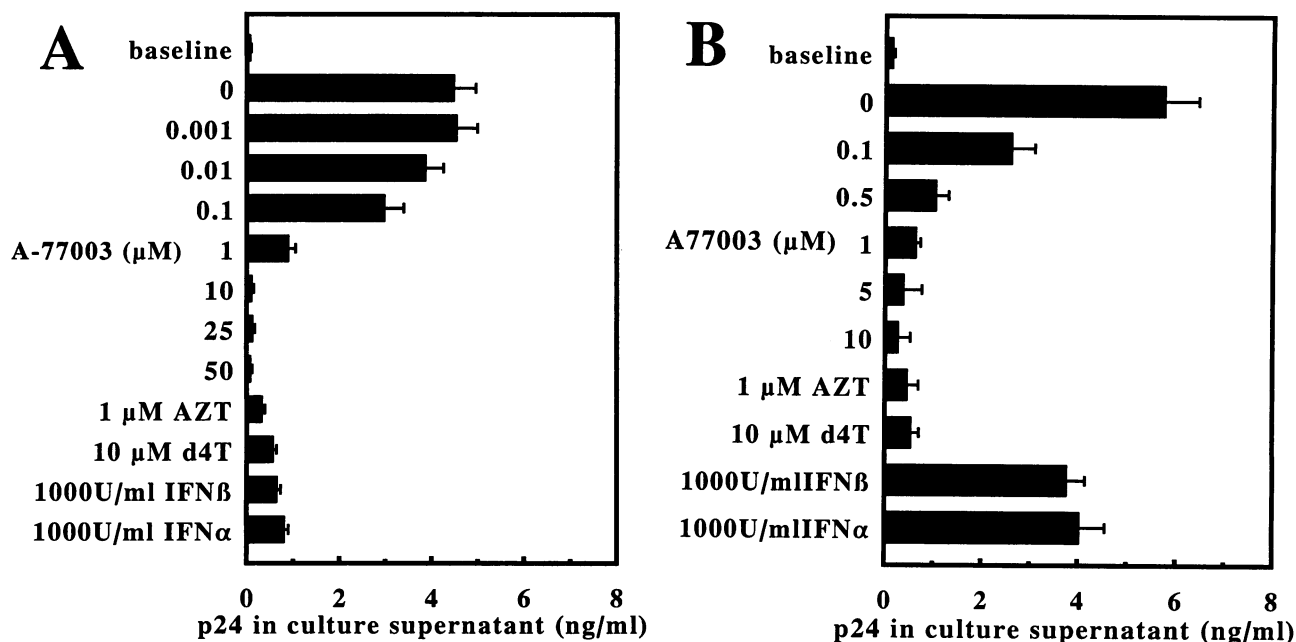 A
baseline
0
0.001
0.01
0.1
A-77003 (µM) 1
10
25
50
1 µM AZT
10 µM d4T
1000U/ml IFNß
1000U/ml IFNα
0 2 4 6 8
p24 in culture supernatant (ng/ml)
B
baseline
0
0.1
0.5
A77003 (µM) 1
5
10
1 µM AZT
10 µM d4T
1000U/mlIFNß
1000U/mlIFNα
0 2 4 6 8
p24 in culture supernatant (ng/ml)